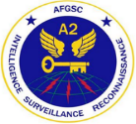 AFGSC
A2
INTELLIGENCE SURVEILLANCE RECONNAISSANCE